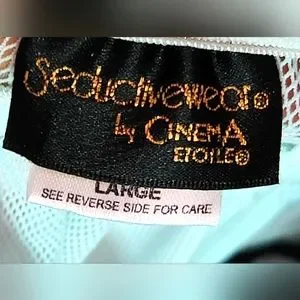 Seductivewear®
by CINEMA
ETOILE®
LARGE
SEE REVERSE SIDE FOR CARE